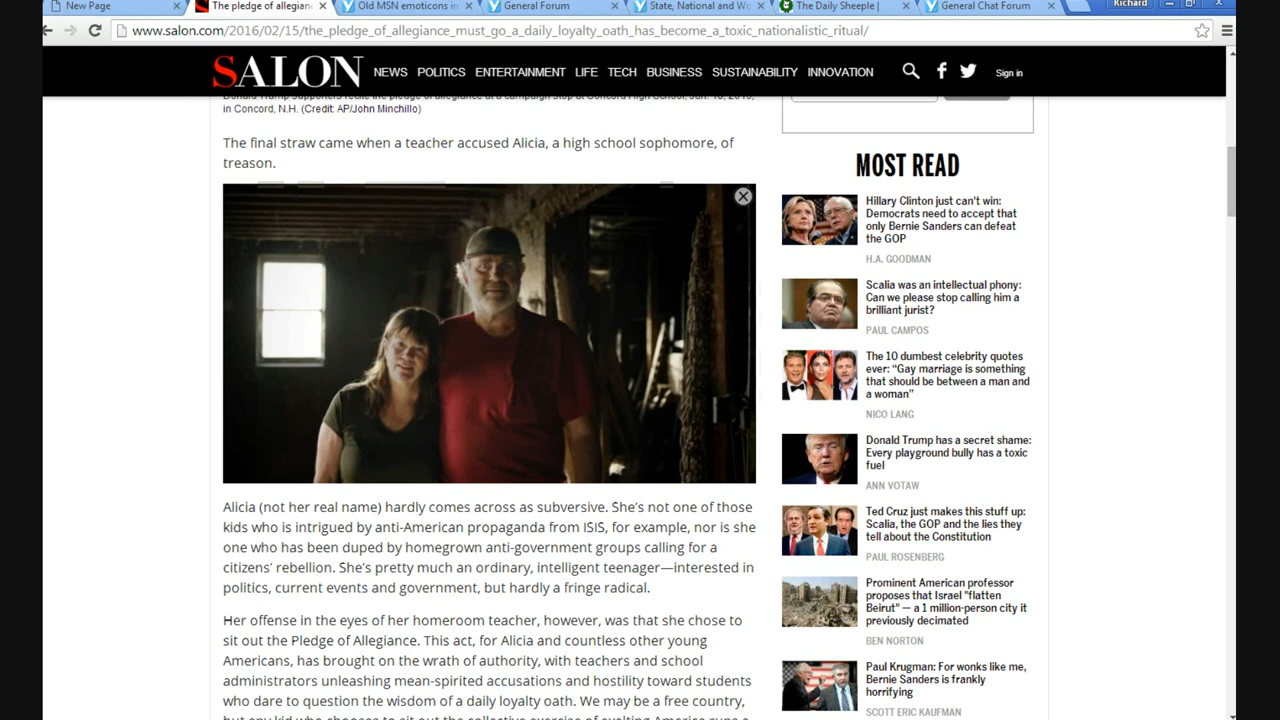 New Page
The pledge of allegian
Old MSN emoticons in
General Forum
State, National and Wo
The Daily Sheeple |
General Chat Forum
Richard
www.salon.com/2016/02/15/the_pledge_of_allegiance_must_go_a_daily_loyalty_oath_has_become_a_toxic_nationalistic_ritual/
SALON NEWS POLITICS ENTERTAINMENT LIFE TECH BUSINESS SUSTAINABILITY INNOVATION Sign in
Donald Trump supporters recite the pledge of allegiance at a campaign stop at Concord High School, Jan. 18, 2016,
in Concord, N.H. (Credit: AP/John Minchillo)
The final straw came when a teacher accused Alicia, a high school sophomore, of
treason.
Alicia (not her real name) hardly comes across as subversive. She's not one of those
kids who is intrigued by anti-American propaganda from ISIS, for example, nor is she
one who has been duped by homegrown anti-government groups calling for a
citizens' rebellion. She's pretty much an ordinary, intelligent teenager—interested in
politics, current events and government, but hardly a fringe radical.
Her offense in the eyes of her homeroom teacher, however, was that she chose to
sit out the Pledge of Allegiance. This act, for Alicia and countless other young
Americans, has brought on the wrath of authority, with teachers and school
administrators unleashing mean-spirited accusations and hostility toward students
who dare to question the wisdom of a daily loyalty oath. We may be a free country,
but any kid who chooses to sit out the collective exercise of exalting America runs a
MOST READ
Hillary Clinton just can't win:
Democrats need to accept that
only Bernie Sanders can defeat
the GOP
H.A. GOODMAN
Scalia was an intellectual phony:
Can we please stop calling him a
brilliant jurist?
PAUL CAMPOS
The 10 dumbest celebrity quotes
ever: “Gay marriage is something
that should be between a man and
a woman”
NICO LANG
Donald Trump has a secret shame:
Every playground bully has a toxic
fuel
ANN VOTAW
Ted Cruz just makes this stuff up:
Scalia, the GOP and the lies they
tell about the Constitution
PAUL ROSENBERG
Prominent American professor
proposes that Israel "flatten
Beirut" — a 1 million-person city it
previously decimated
BEN NORTON
Paul Krugman: For wonks like me,
Bernie Sanders is frankly
horrifying
SCOTT ERIC KAUFMAN